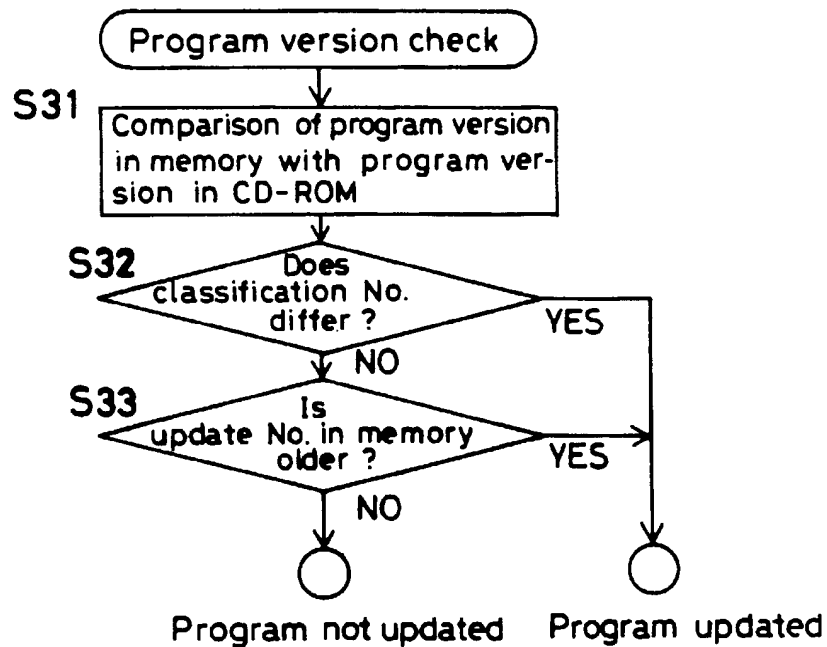 Program version check
S31
Comparison of program version
in memory with program ver-
sion in CD-ROM
S32
Does
classification No.
differ ?
YES
NO
S33
Is
update No. in memory
older ?
YES
NO
Program not updated
Program updated